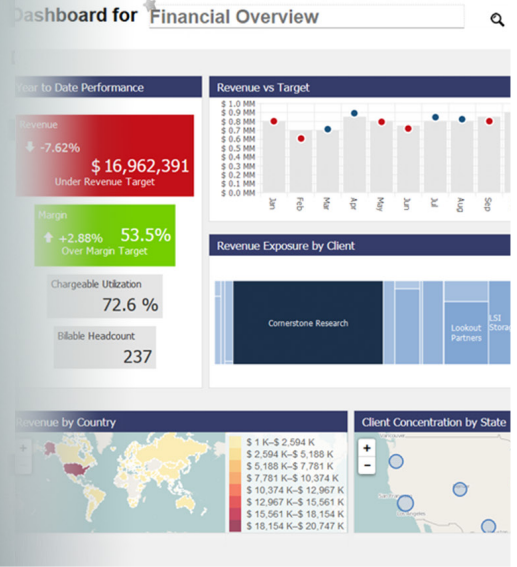 Dashboard for Financial Overview
Year to Date Performance
Revenue
-7.62%
$ 16,962,391
Under Revenue Target
Margin
+2.88% 53.5%
Over Margin Target
Chargeable Utilization
72.6 %
Billable Headcount
237
Revenue vs Target
$ 1.0 MM
$ 0.9 MM
$ 0.8 MM
$ 0.7 MM
$ 0.6 MM
$ 0.5 MM
$ 0.4 MM
$ 0.3 MM
$ 0.2 MM
$ 0.1 MM
$ 0.0 MM
Jan Feb Mar Apr May Jun Jul Aug Sep
Revenue Exposure by Client
Cornerstone Research
Lookout
Partners
LSI
Revenue by Country
+
-
$ 1 K–$ 2,594 K
$ 2,594 K–$ 5,188 K
$ 5,188 K–$ 7,781 K
$ 7,781 K–$ 10,374 K
$ 10,374 K–$ 12,967 K
$ 12,967 K–$ 15,561 K
$ 15,561 K–$ 18,154 K
$ 18,154 K–$ 20,747 K
Client Concentration by State
+
-